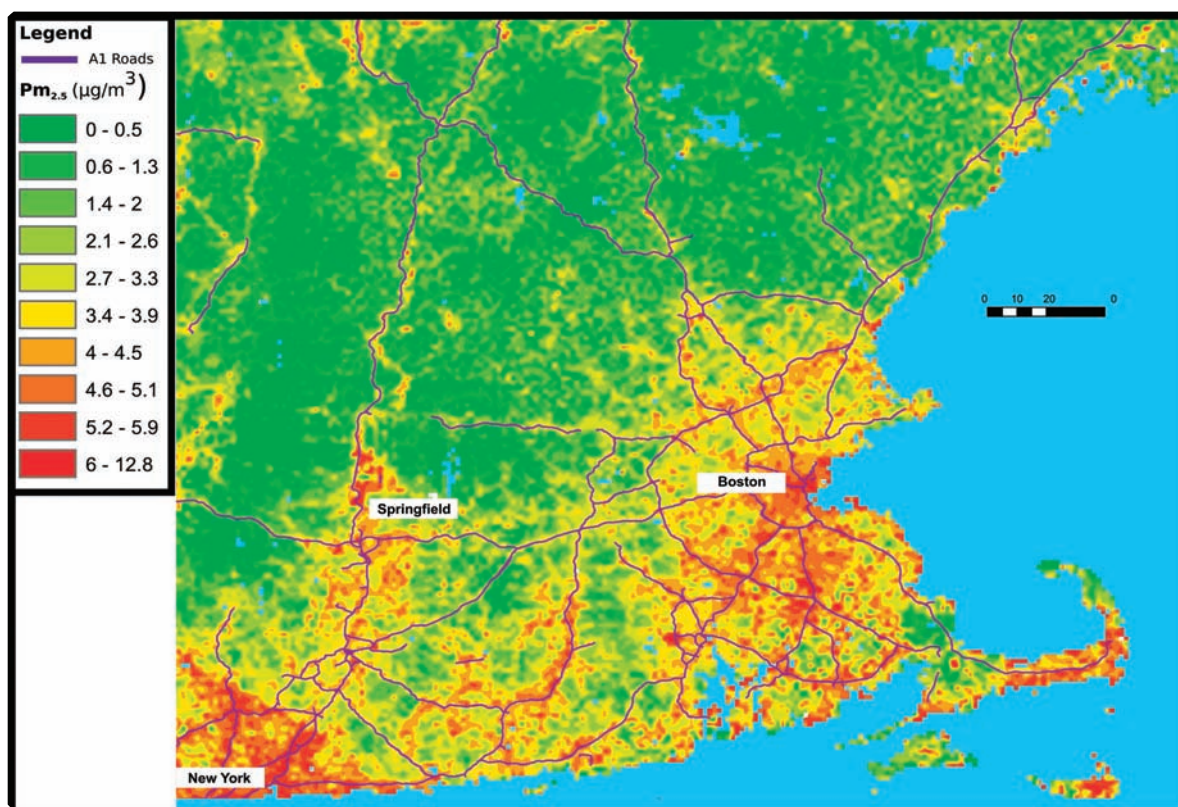 Legend
A1 Roads
Pm2.5 (µg/m3)
0 - 0.5
0.6 - 1.3
1.4 - 2
2.1 - 2.6
2.7 - 3.3
3.4 - 3.9
4 - 4.5
4.6 - 5.1
5.2 - 5.9
6 - 12.8
0 10 20 0
Boston
Springfield
New York